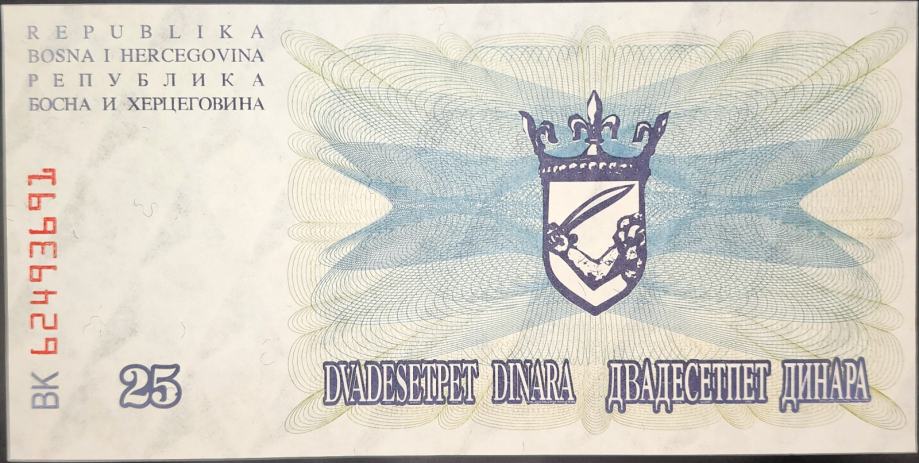 REPUBLIKA
BOSNA I HERCEGOVINA
РЕПУБЛИКА
БОСНА И ХЕРЦЕГОВИНА
BK 62493691
25
DVADESETPET DINARA ДВАДЕСЕТПЕТ ДИНАРА